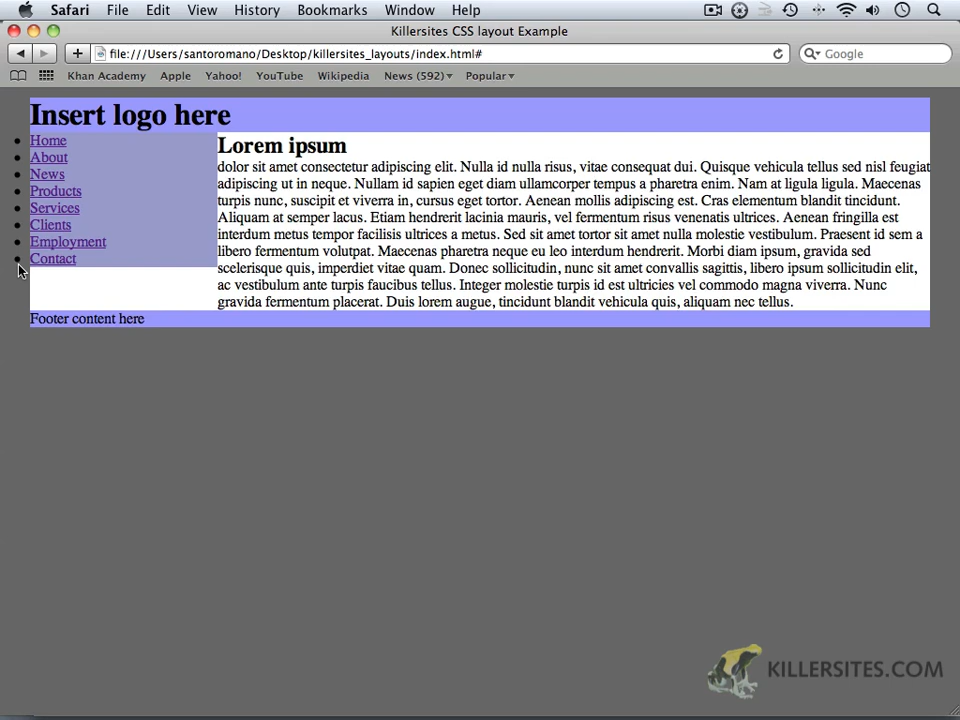 Safari File Edit View History Bookmarks Window Help
Killersites CSS layout Example
file:///Users/santoromano/Desktop/killersites_layouts/index.html#
Google
Khan Academy Apple Yahoo! YouTube Wikipedia News (592) Popular
Insert logo here
Home
About
News
Products
Services
Clients
Employment
Contact
Lorem ipsum
dolor sit amet consectetur adipiscing elit. Nulla id nulla risus, vitae consequat dui. Quisque vehicula tellus sed nisl feugiat
adipiscing ut in neque. Nullam id sapien eget diam ullamcorper tempus a pharetra enim. Nam at ligula ligula. Maecenas
turpis nunc, suscipit et viverra in, cursus eget tortor. Cras elementum blandit tincidunt.
Aliquam at semper lacus. Etiam hendrerit lacinia mauris, vel fermentum risus venenatis ultrices. Aenean fringilla est
interdum metus tempor facilisis ultrices a metus. Sed sit amet tortor sit amet nulla molestie vestibulum. Praesent id sem a
libero fermentum volutpat. Maecenas pharetra neque eu leo interdum hendrerit. Morbi diam ipsum, gravida sed
scelerisque quis, imperdiet vitae quam. Donec sollicitudin, nunc sit amet convallis sagittis, libero ipsum sollicitudin elit,
ac vestibulum ante turpis faucibus tellus. Integer molestie turpis id est ultricies vel commodo magna viverra. Nunc
gravida fermentum placerat. Duis lorem augue, tincidunt blandit vehicula quis, aliquam nec tellus.
Footer content here
KILLERSITES.COM